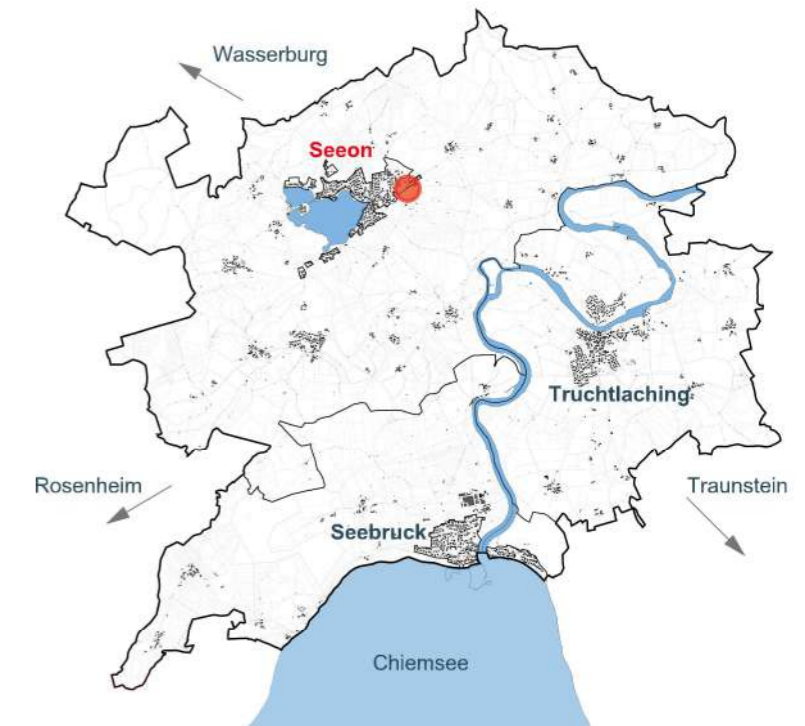 Wasserburg
Seeon
Truchtlaching
Rosenheim
Traunstein
Seebruck
Chiemsee